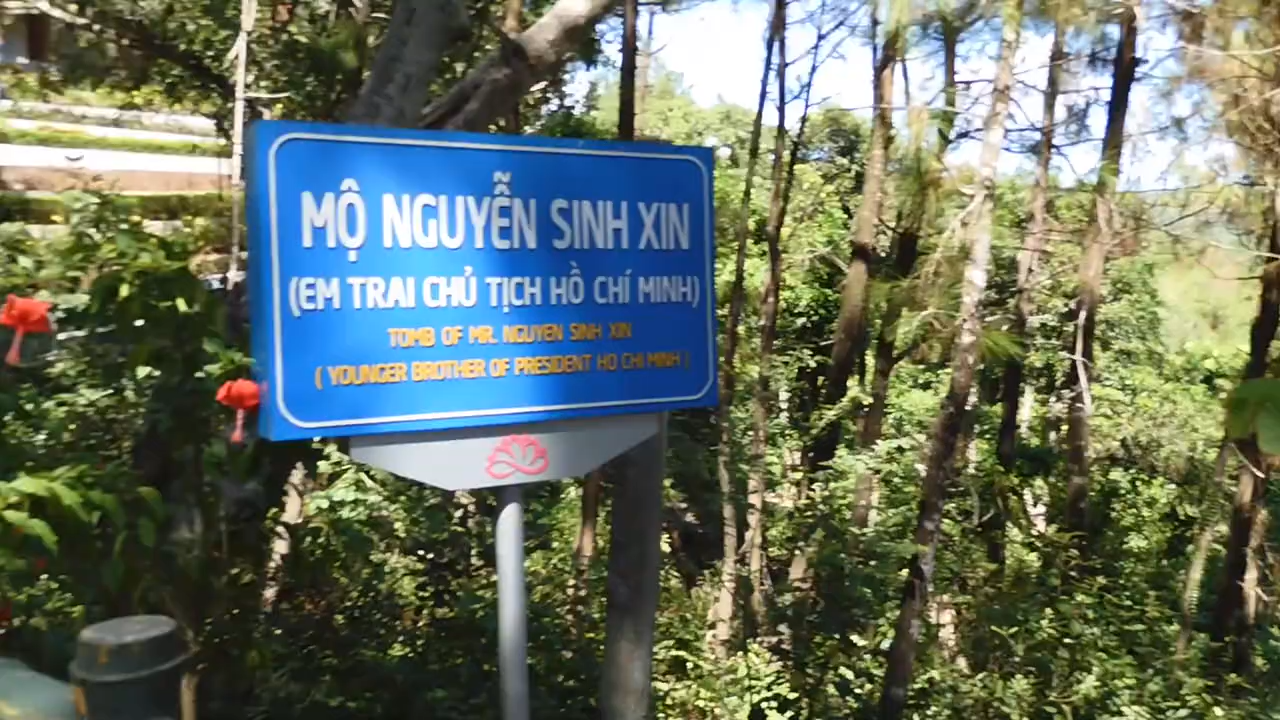 MỘ NGUYỄN SINH XIN
(EM TRAI CHỦ TỊCH HỒ CHÍ MINH)
TOMB OF MR. NGUYEN SINH XIN
( YOUNGER BROTHER OF PRESIDENT HO CHI MINH )